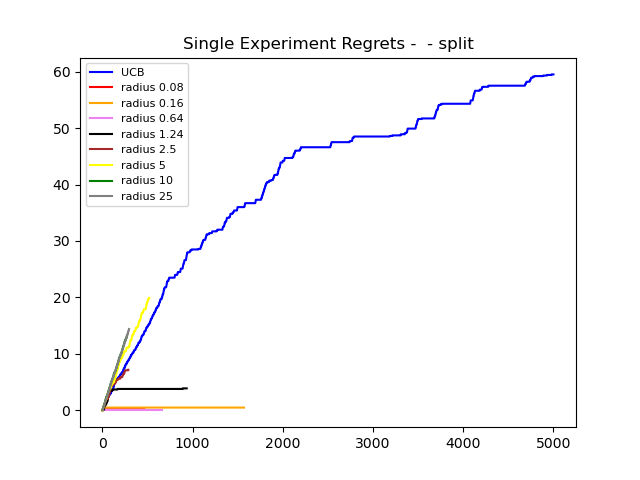 Single Experiment Regrets -  - split
60
50
40
30
20
10
0
UCB
radius 0.08
radius 0.16
radius 0.64
radius 1.24
radius 2.5
radius 5
radius 10
radius 25
0 1000 2000 3000 4000 5000